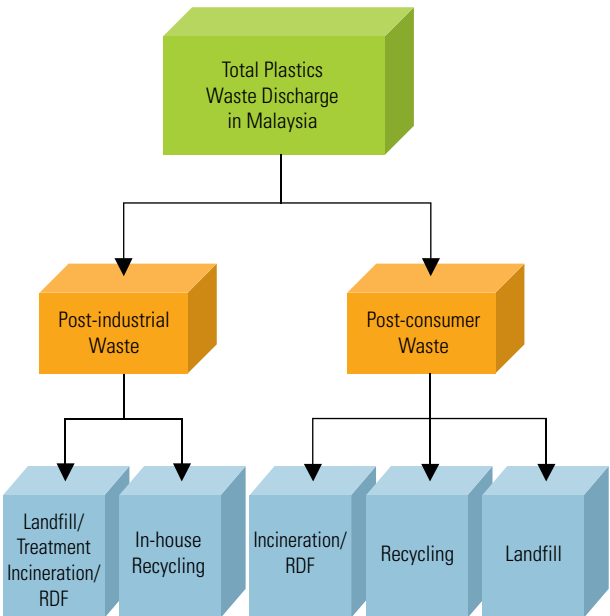 Total Plastics
Waste Discharge
in Malaysia
Post-industrial
Waste
Post-consumer
Waste
Landfill/
Treatment
Incineration/
RDF
In-house
Recycling
Incineration/
RDF
Recycling
Landfill